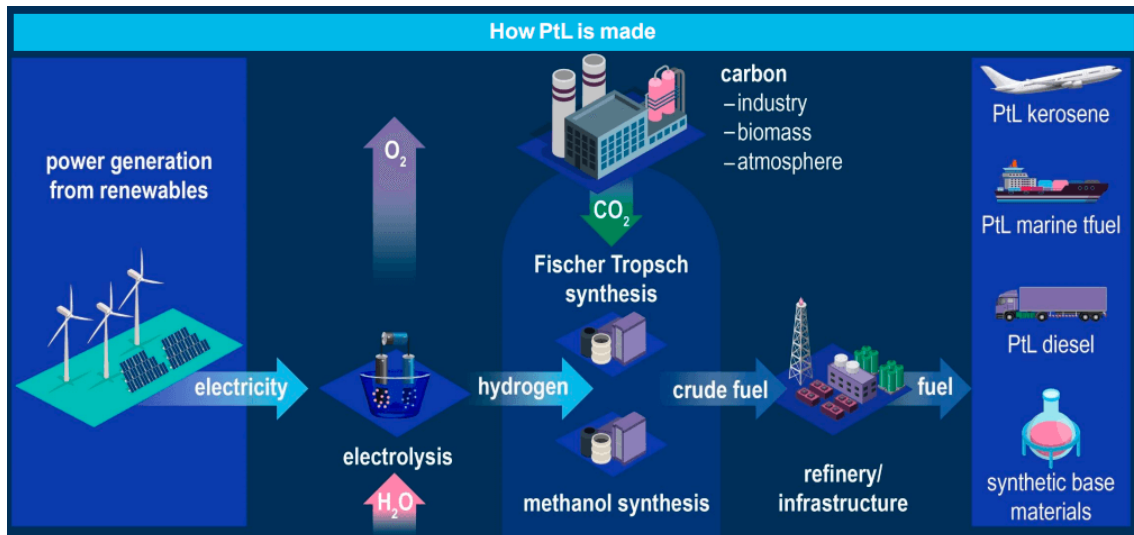 How PtL is made
power generation
from renewables
electricity
O₂
electrolysis
H₂O
hydrogen
carbon
–industry
–biomass
–atmosphere
CO₂
Fischer Tropsch
synthesis
methanol synthesis
crude fuel
refinery/
infrastructure
fuel
PtL kerosene
PtL marine tfuel
PtL diesel
synthetic base
materials